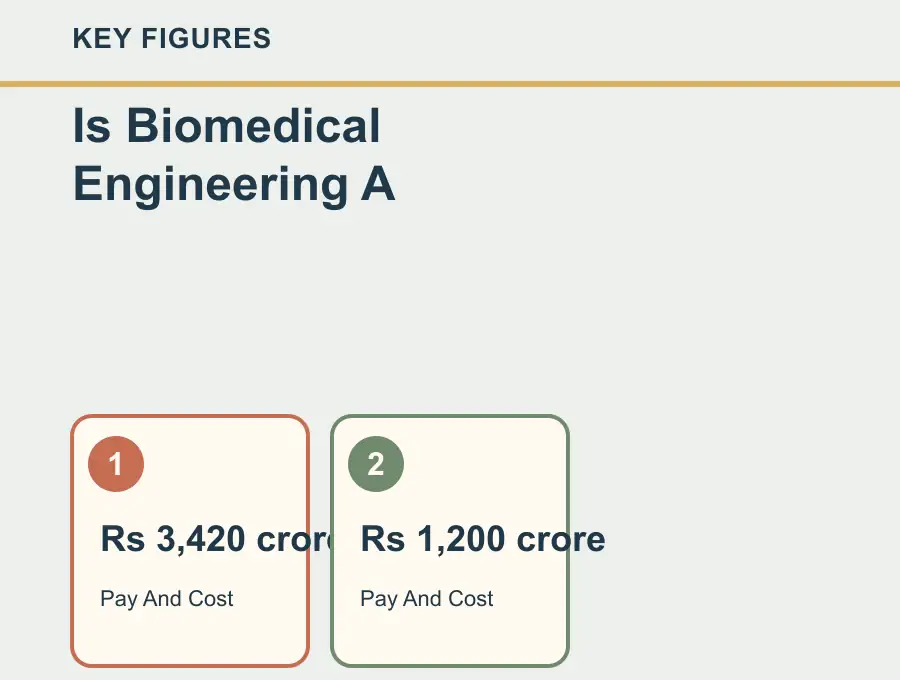 KEY FIGURES
Is Biomedical
Engineering A
1
Rs 3,420 crore
Pay And Cost
2
Rs 1,200 crore
Pay And Cost